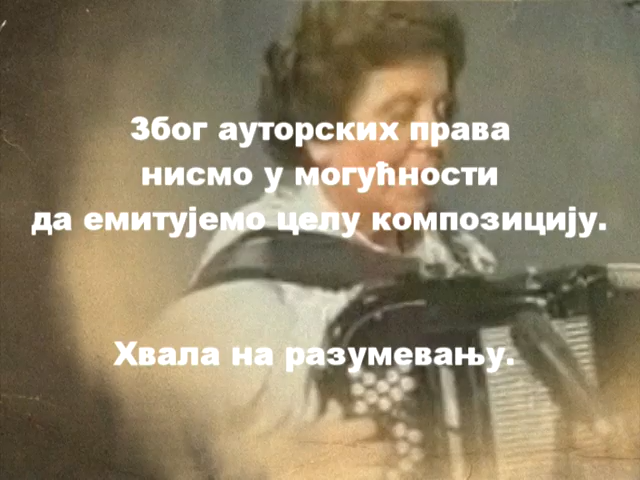 Због ауторских права
нисмо у могућности
да емитујемо целу композицију.
Хвала на разумевању.